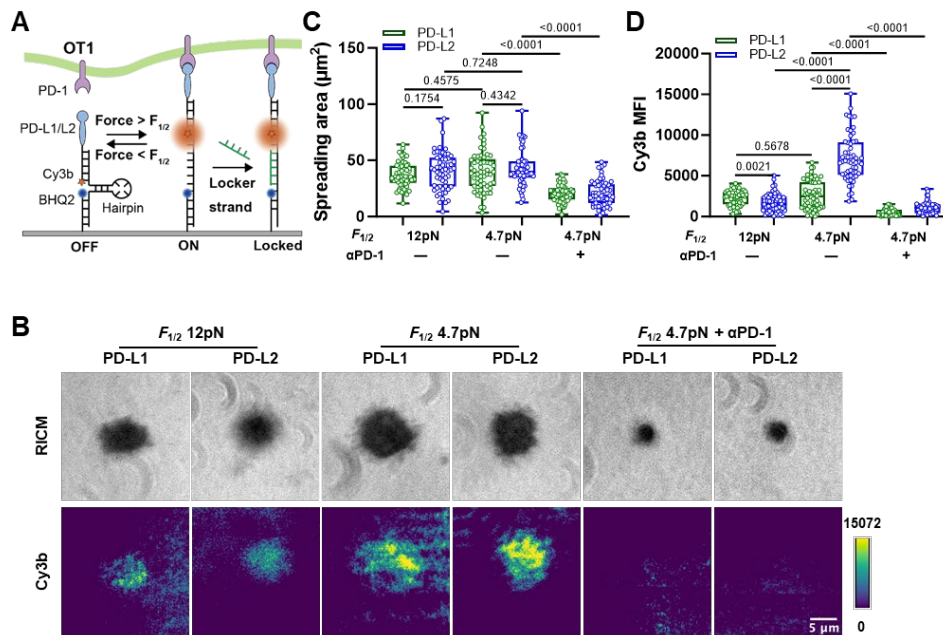 A
OT1
PD-1
PD-L1/L2
Force > F1/2
Force < F1/2
Cy3b
BHQ2
Hairpin
Locker
strand
OFF
ON
Locked
C
PD-L1
PD-L2
<0.0001
<0.0001
0.7248
0.4575
0.1754
0.4342
Spreading area (μm²)
150
100
50
0
F1/2
12pN
4.7pN
4.7pN
αPD-1
—
—
+
D
PD-L1
PD-L2
<0.0001
<0.0001
<0.0001
<0.0001
0.5678
0.0021
Cy3b MFI
20000
15000
10000
5000
0
F1/2
12pN
4.7pN
4.7pN
αPD-1
—
—
+
B
F1/2 12pN
F1/2 4.7pN
F1/2 4.7pN + αPD-1
PD-L1
PD-L2
PD-L1
PD-L2
PD-L1
PD-L2
RICM
Cy3b
15072
0
5 μm